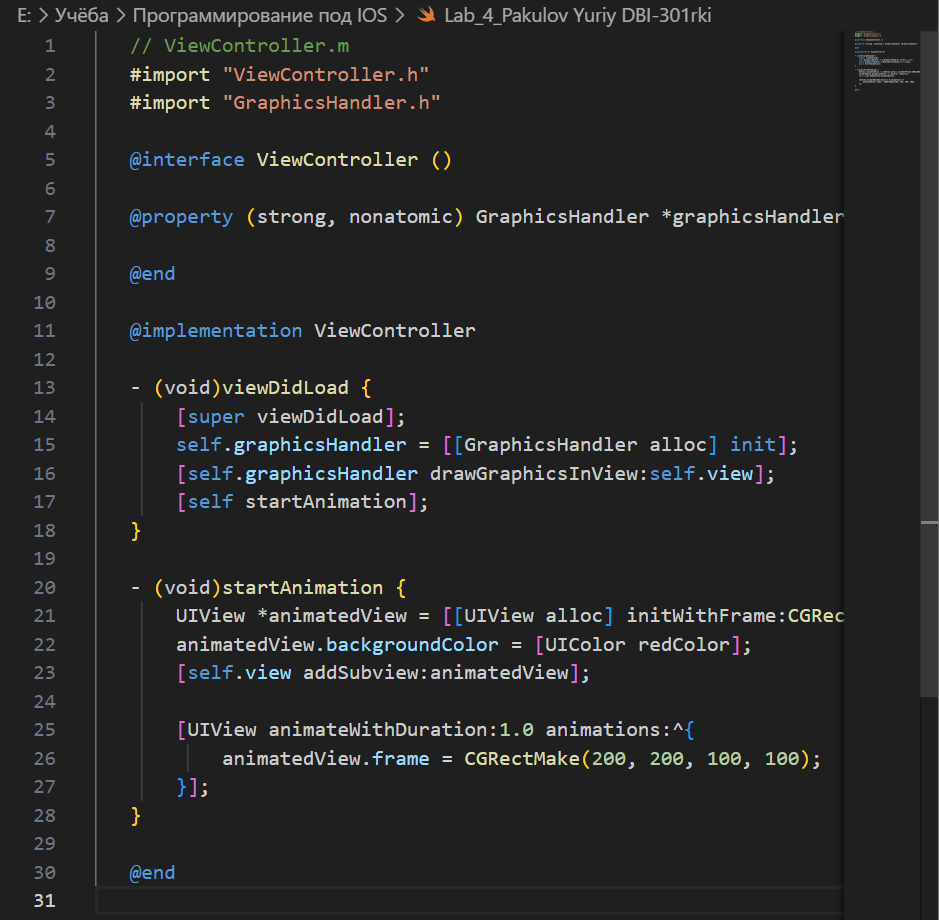 E: > Учёба > Программирование под IOS > Lab_4_Pakulov Yuriy DBI-301rki
1 // ViewController.m
2 #import "ViewController.h"
3 #import "GraphicsHandler.h"
4
5 @interface ViewController ()
6
7 @property (strong, nonatomic) GraphicsHandler *graphicsHandler
8
9 @end
10
11 @implementation ViewController
12
13 - (void)viewDidLoad {
14 [super viewDidLoad];
15 self.graphicsHandler = [[GraphicsHandler alloc] init];
16 [self.graphicsHandler drawGraphicsInView:self.view];
17 [self startAnimation];
18 }
19
20 - (void)startAnimation {
21 UIView *animatedView = [[UIView alloc] initWithFrame:CGRec
22 animatedView.backgroundColor = [UIColor redColor];
23 [self.view addSubview:animatedView];
24
25 [UIView animateWithDuration:1.0 animations:^{
26 animatedView.frame = CGRectMake(200, 200, 100, 100);
27 }];
28 }
29
30 @end
31